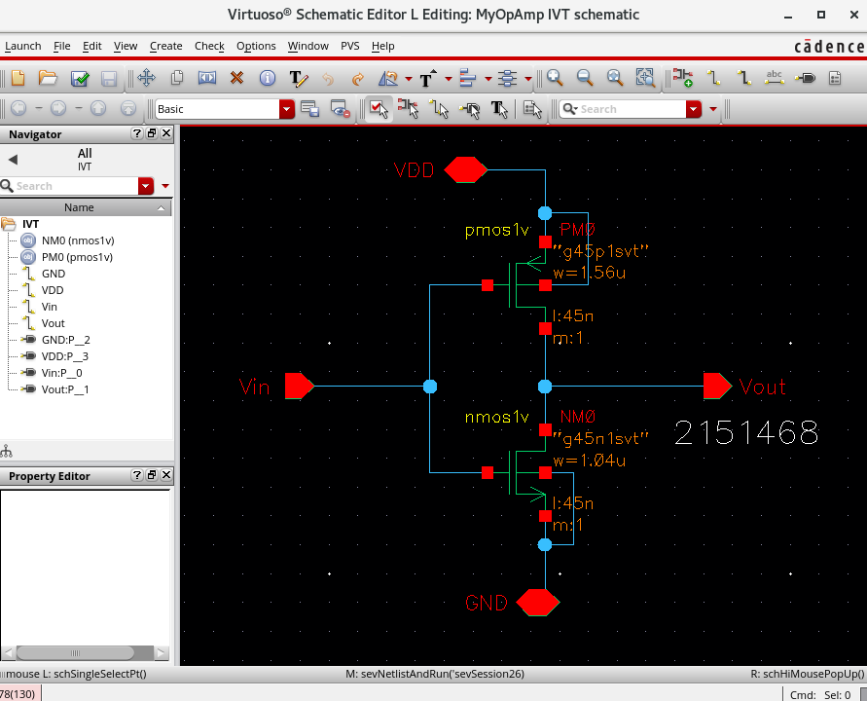 Virtuoso® Schematic Editor L Editing: MyOpAmp IVT schematic
Launch File Edit View Create Check Options Window PVS Help
cādence
abc
Basic
Search
Navigator
All
IVT
Search
Name
IVT
NM0 (nmos1v)
PM0 (pmos1v)
GND
VDD
Vin
Vout
GND:P__2
VDD:P__3
Vin:P__0
Vout:P__1
Property Editor
VDD
pmos1v
PM0
"g45p1svt"
w=1.56u
l:45n
m:1
Vin
Vout
nmos1v
NM0
"g45n1svt"
w=1.04u
l:45n
m:1
2151468
GND
mouse L: schSingleSelectPt()
M: sevNetlistAndRun('sevSession26)
R: schHiMousePopUp()
78(130)
Cmd: Sel: 0